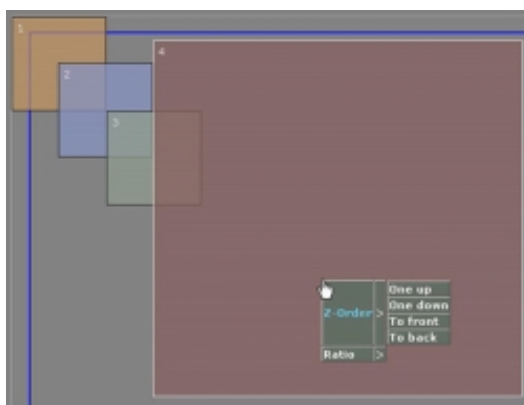 1
2
3
4
Z-Order >
One up
One down
To front
To back
Ratio >